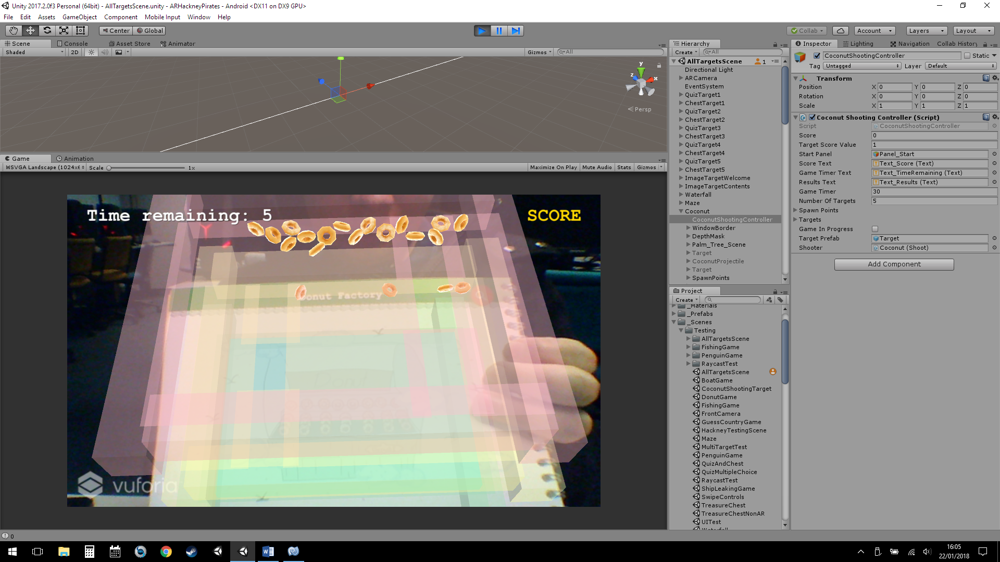 Unity 2017.2.0f3 Personal (64bit) - AllTargetsScene.unity - ARHackneyPirates - Android <DX11 on DX9 GPU>
File Edit Assets GameObject Component Mobile Input Window Help
Center Global
Collab Account Layers Layout
Scene Console Asset Store Animator
Shaded 2D Gizmos All
y
z
x
Persp
Game Animation
WSVGA Landscape (1024x6 Scale 1x Maximize On Play Mute Audio Stats Gizmos
Time remaining: 5
SCORE
Donut Factory
vuforia
Hierarchy
Create All
AllTargetsScene 1
Directional Light
ARCamera
EventSystem
QuizTarget1
ChestTarget1
QuizTarget2
ChestTarget2
QuizTarget3
ChestTarget3
QuizTarget4
ChestTarget4
QuizTarget5
ChestTarget5
ImageTargetWelcome
ImageTargetContents
Waterfall
Maze
Coconut
CoconutShootingController
WindowBorder
DepthMask
Palm_Tree_Scene
Target
CoconutProjectile
Target
SpawnPoints
Project
Create
_Materials
_Prefabs
_Scenes
Testing
AllTargetsScene
FishingGame
PenguinGame
RaycastTest
AllTargetsScene
BoatGame
CoconutShootingTarget
DonutGame
FishingGame
FrontCamera
GuessCountryGame
HackneyTestingScene
Maze
MultiTargetTest
PenguinGame
QuizAndChest
QuizMultipleChoice
RaycastTest
ShipLeakingGame
SwipeControls
TreasureChest
TreasureChestNonAR
UITest
Waterfall
Inspector Lighting Navigation Collab History
CoconutShootingController Static
Tag Untagged Layer Default
Transform
Position X 0 Y 0 Z 0
Rotation X 0 Y 0 Z 0
Scale X 1 Y 1 Z 1
Coconut Shooting Controller (Script)
Script CoconutShootingController
Score 0
Target Score Value 1
Start Panel Panel_Start
Score Text Text_Score (Text)
Game Timer Text Text_TimeRemaining (Text)
Results Text Text_Results (Text)
Game Timer 30
Number Of Targets 5
Spawn Points
Targets
Game In Progress
Target Prefab Target
Shooter Coconut (Shoot)
Add Component
0
16:05
22/01/2018